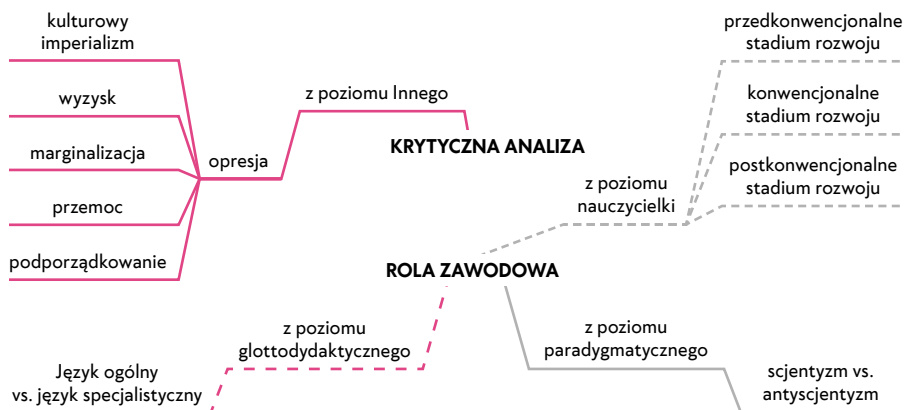 kulturowy
imperializm
wyzysk
marginalizacja
przemoc
podporządkowanie
opresja
z poziomu Innego
KRYTYCZNA ANALIZA
przedkonwencjonalne
stadium rozwoju
konwencjonalne
stadium rozwoju
postkonwencjonalne
stadium rozwoju
z poziomu
nauczycielki
ROLA ZAWODOWA
z poziomu
glottodydaktycznego
z poziomu
paradygmatycznego
Język ogólny
vs. język specjalistyczny
scjentyzm vs.
antyscjentyzm